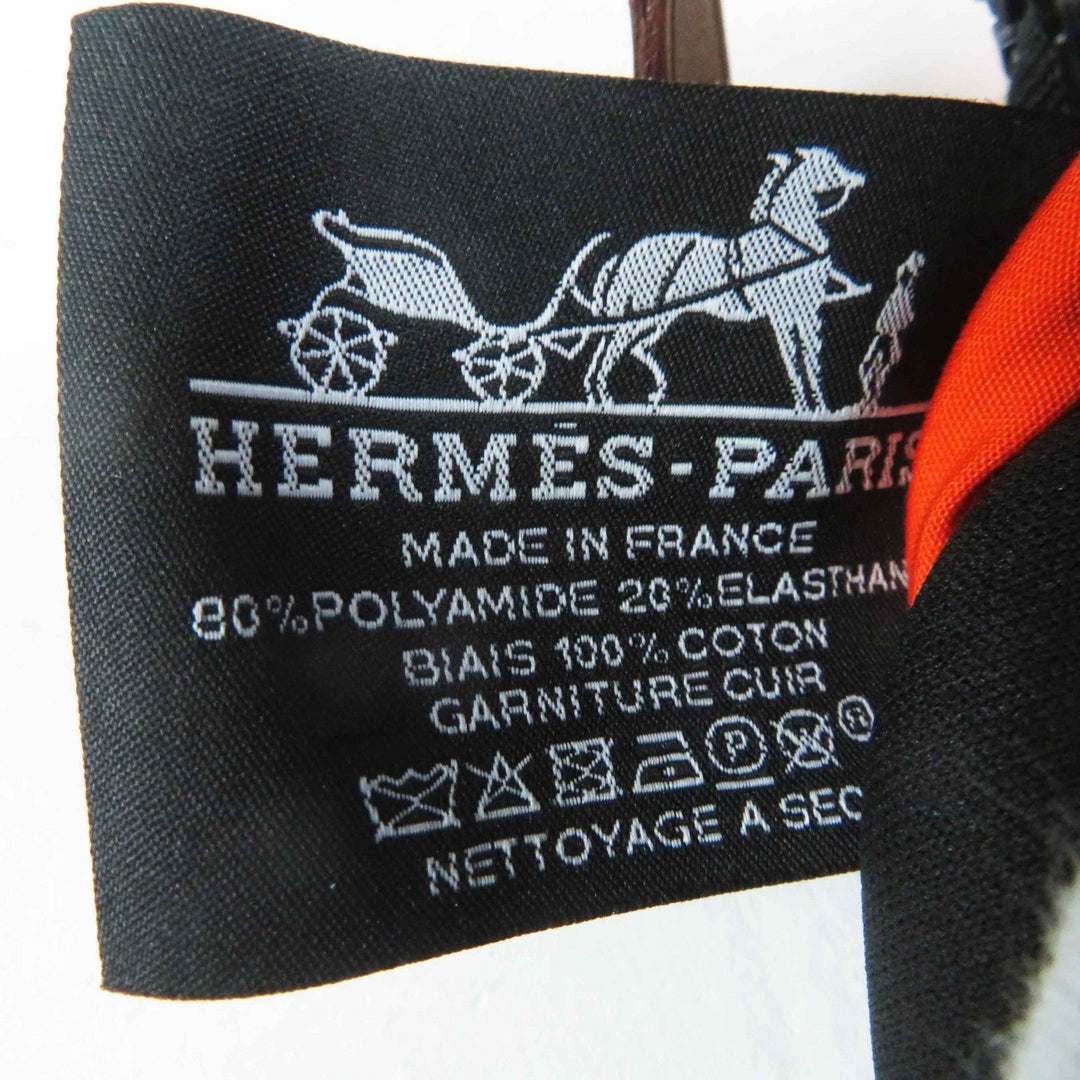 HERMÈS-PARIS
MADE IN FRANCE
80%POLYAMIDE 20%ELASTHAN
BIAIS 100% COTON
GARNITURE CUIR
P W ®
NETTOYAGE A SEC